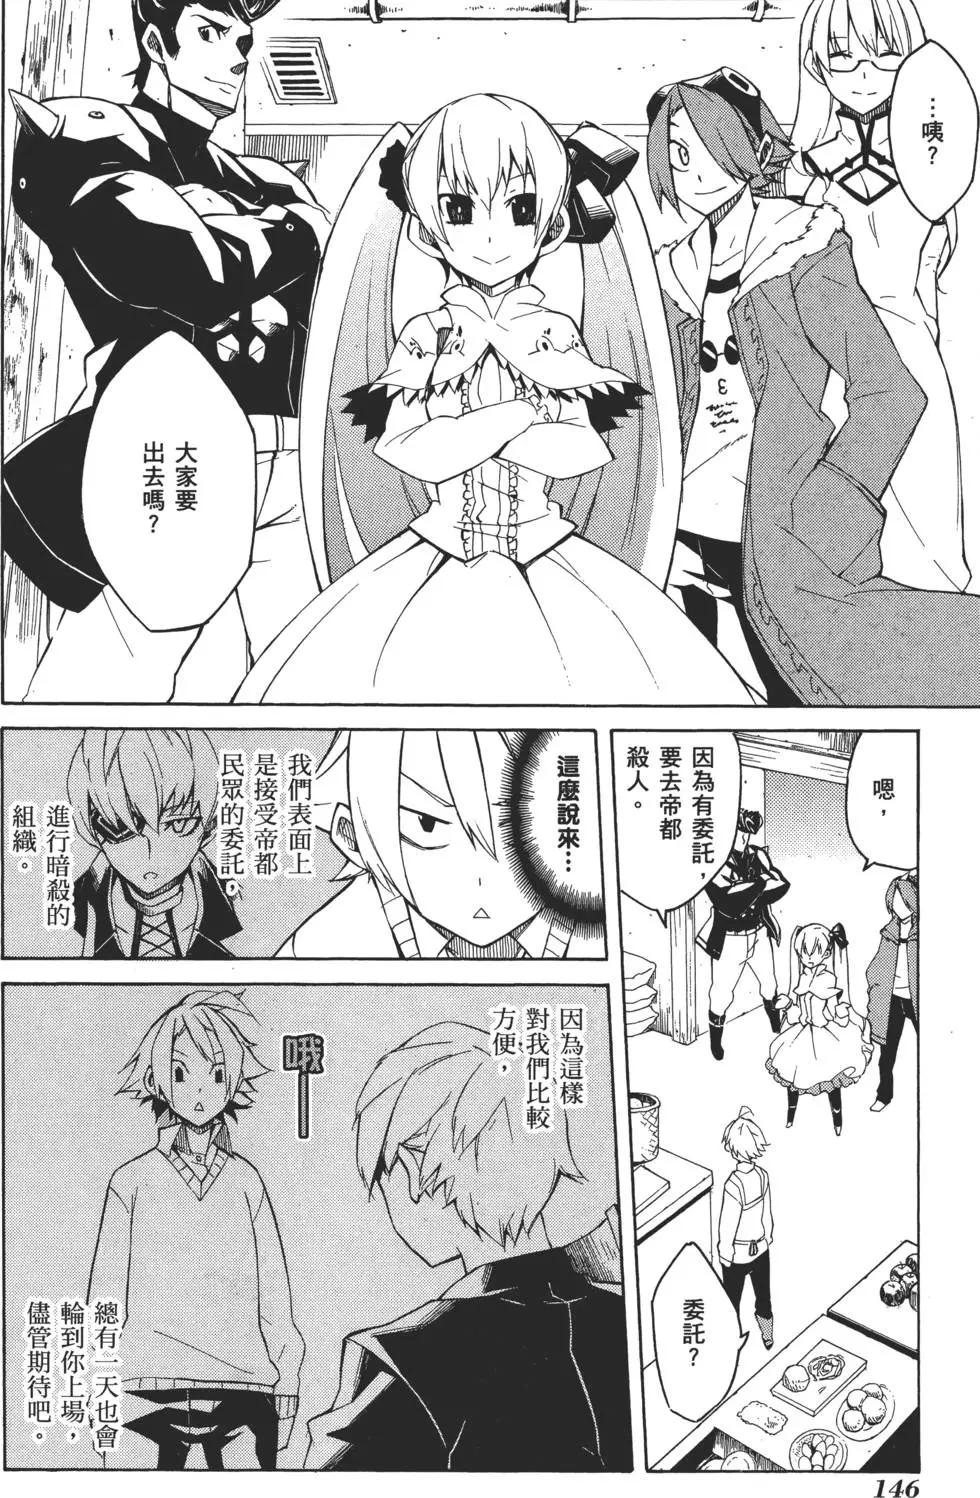 …咦？
大家要
出去嗎？
嗯，
因為有委託，
要去帝都
殺人。
委託？
這麼說來…
我們表面上
是接受帝都
民眾的委託，
進行暗殺的
組織。
因為這樣
對我們比較
方便，
哦—
總有一天也會
輪到你上場，
儘管期待吧。
146